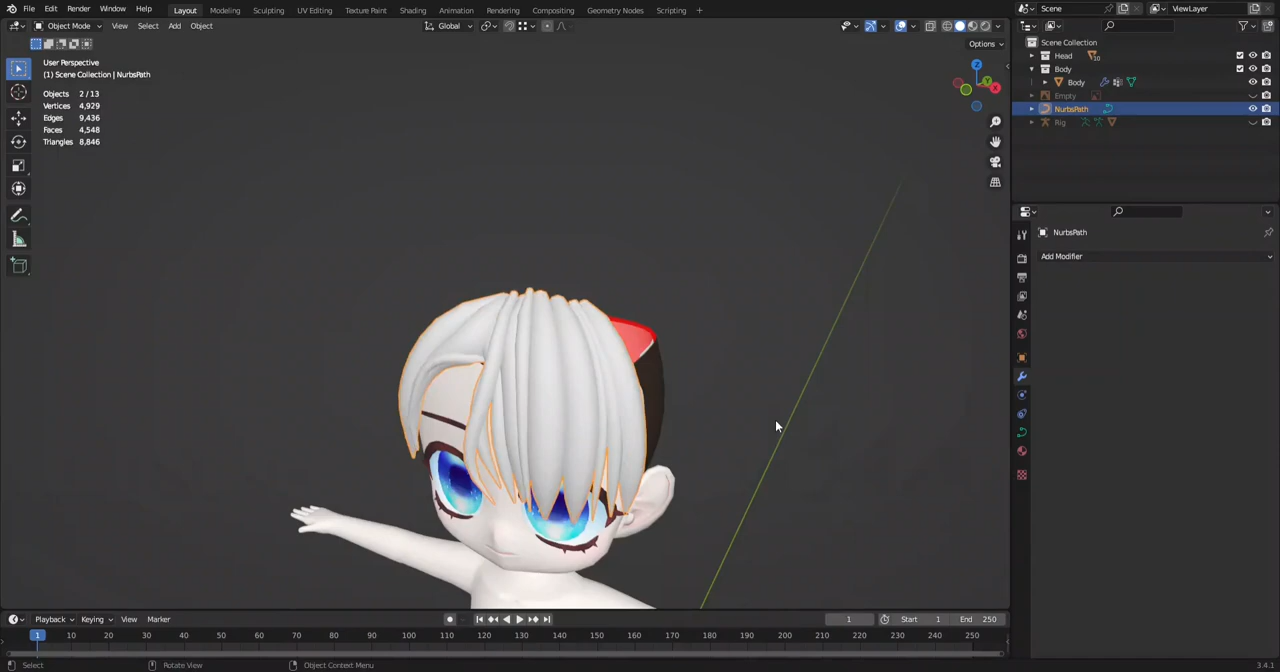 File Edit Render Window Help Layout Modeling Sculpting UV Editing Texture Paint Shading Animation Rendering Compositing Geometry Nodes Scripting + Scene ViewLayer
Object Mode View Select Add Object Global
Options
User Perspective
(1) Scene Collection | NurbsPath
Objects 2 / 13
Vertices 4,929
Edges 9,436
Faces 4,548
Triangles 8,846
Z
Y
X
Scene Collection
Head 10
Body
Body
Empty
NurbsPath
Rig
NurbsPath
Add Modifier
Playback Keying View Marker 1 Start 1 End 250
1 10 20 30 40 50 60 70 80 90 100 110 120 130 140 150 160 170 180 190 200 210 220 230 240 250
Select Rotate View Object Context Menu 3.4.1